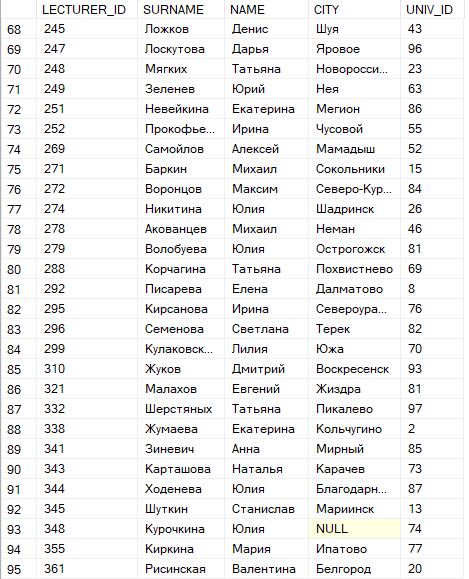 LECTURER_ID SURNAME NAME CITY UNIV_ID
68 245 Ложков Денис Шуя 43
69 247 Лоскутова Дарья Яровое 96
70 248 Мягких Татьяна Новоросси... 23
71 249 Зеленев Юрий Нея 63
72 251 Невейкина Екатерина Мегион 86
73 252 Прокофье... Ирина Чусовой 55
74 269 Самойлов Алексей Мамадыш 52
75 271 Баркин Михаил Сокольники 15
76 272 Воронцов Максим Северо-Кур... 84
77 274 Никитина Юлия Шадринск 26
78 278 Акованцев Михаил Неман 46
79 279 Волобуева Юлия Острогожск 81
80 288 Корчагина Татьяна Похвистнево 69
81 292 Писарева Елена Далматово 8
82 295 Кирсанова Ирина Североура... 76
83 296 Семенова Светлана Терек 82
84 299 Кулаковск... Лилия Южа 70
85 310 Жуков Дмитрий Воскресенск 93
86 321 Малахов Евгений Жиздра 81
87 332 Шерстяных Татьяна Пикалево 97
88 338 Жумаева Екатерина Кольчугино 2
89 341 Зиневич Анна Мирный 85
90 343 Карташова Наталья Карачев 73
91 344 Ходенева Юлия Благодарн... 87
92 345 Шуткин Станислав Мариинск 13
93 348 Курочкина Юлия NULL 74
94 355 Киркина Мария Ипатово 77
95 361 Рисинская Валентина Белгород 20